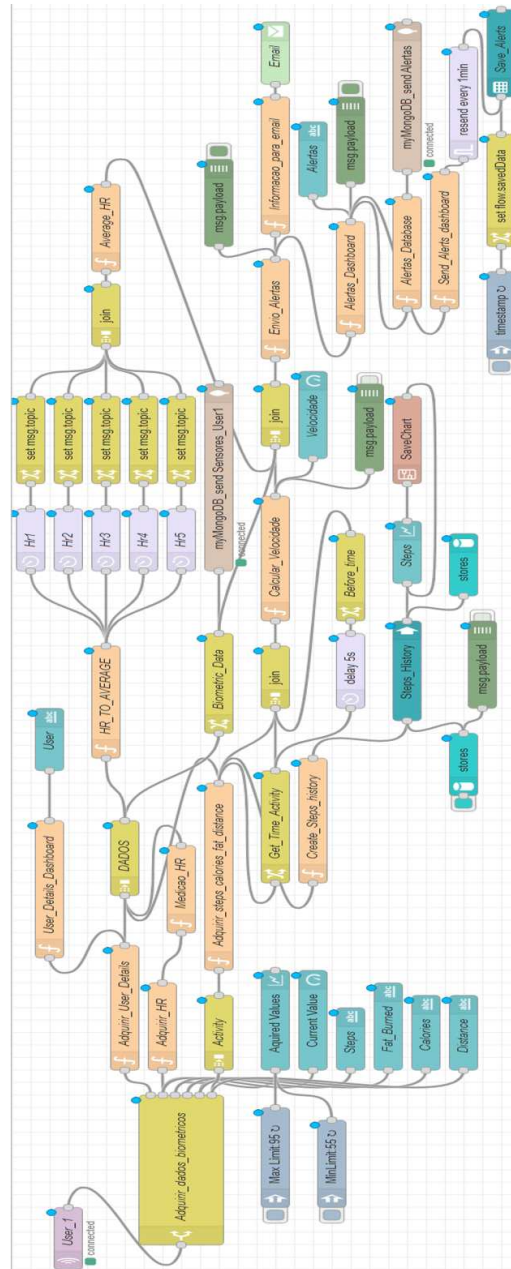 User_1
connected
Adquirir_dados_biometricos
Max Limit:95 ↻
MinLimit:55 ↻
Adquirir_User_Details
Adquirir_HR
Activity
Aquired Values
Current Value
Steps
Fat_Burned
Calories
Distance
User_Details_Dashboard
User
DADOS
Medicao_HR
Adquirir_steps_calories_fat_distance
Get_Time_Activity
Create_Steps_history
HR_TO_AVERAGE
Biometric_Data
join
delay 5s
Before_time
Steps_History
stores
msg.payload
stores
Hr1
Hr2
Hr3
Hr4
Hr5
set msg.topic
set msg.topic
set msg.topic
set msg.topic
set msg.topic
join
Average_HR
myMongoDB_send Sensores_User1
connected
Calcular_Velocidade
Velocidade
msg.payload
Steps
SaveChart
join
Envio_Alertas
msg.payload
Informacao_para_email
Email
Alertas_Dashboard
Alertas
msg.payload
Alertas_Database
myMongoDB_send Alertas
connected
Send_Alerts_dashboard
resend every 1min
timestamp ↻
set flow.savedData
Save_Alerts